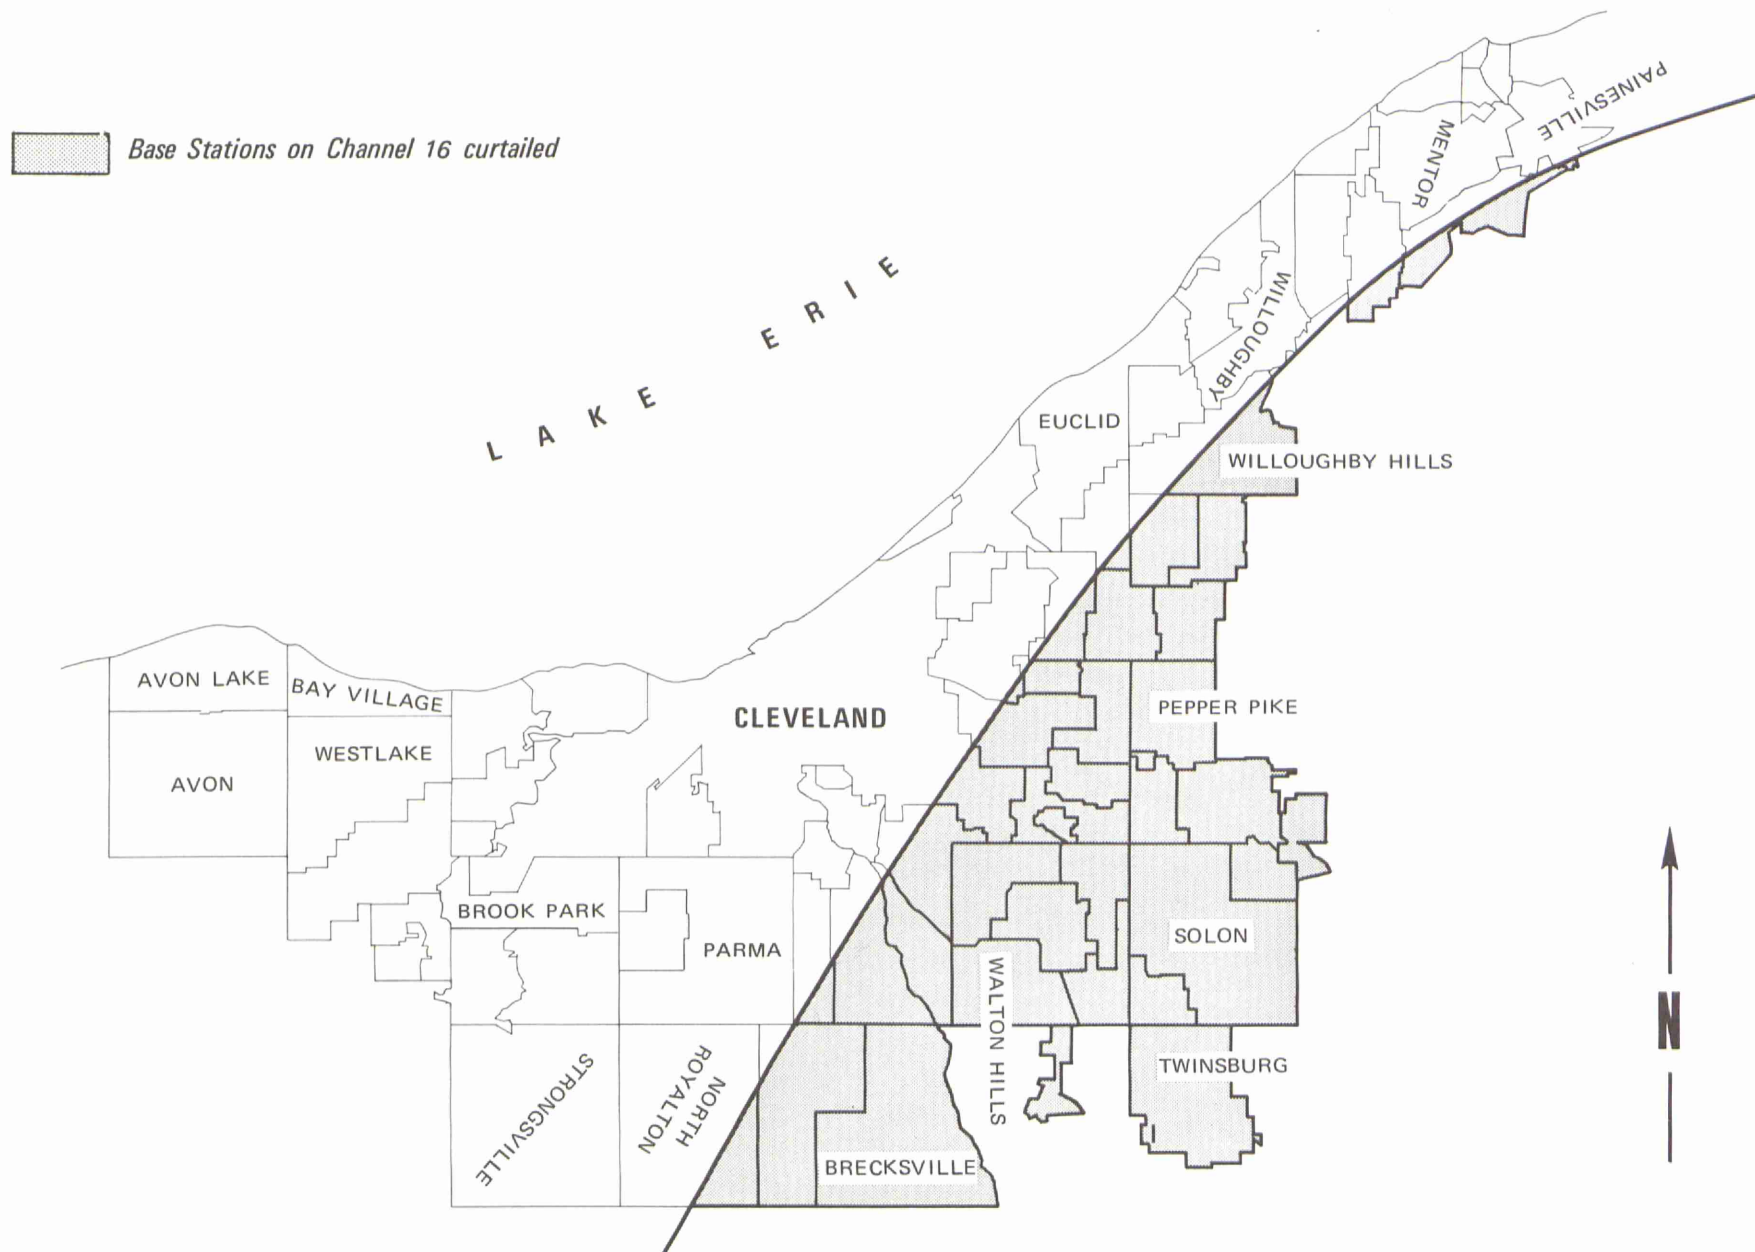 Base Stations on Channel 16 curtailed
PAINESVILLE
MENTOR
LAKE ERIE
WILLOUGHBY
EUCLID
WILLOUGHBY HILLS
AVON LAKE
BAY VILLAGE
CLEVELAND
PEPPER PIKE
WESTLAKE
AVON
BROOK PARK
PARMA
SOLON
WALTON HILLS
N
STRONGSVILLE
NORTH
ROYALTON
TWINSBURG
BRECKSVILLE